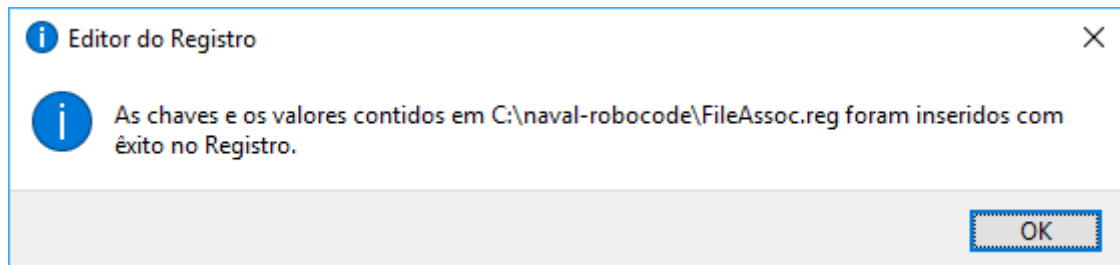 Editor do Registro
As chaves e os valores contidos em C:\naval-robocode\FileAssoc.reg foram inseridos com
êxito no Registro.
OK